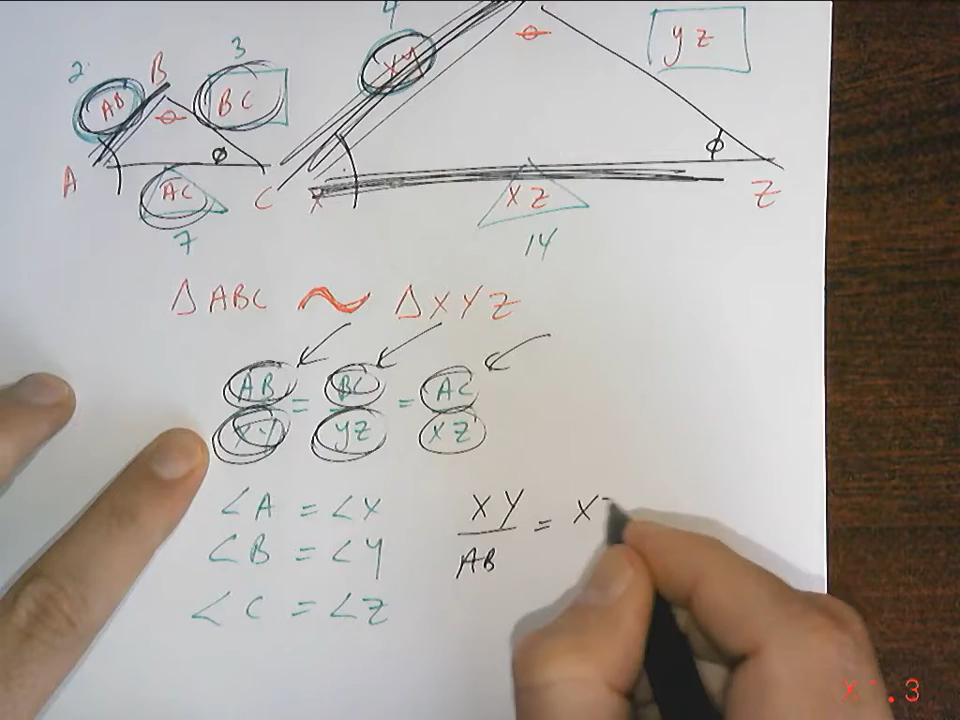 4
2 B 3 XY θ YZ
AB θ BC
φ φ
A AC C X XZ Z
7 14
Δ ABC ~ Δ XYZ
AB = BC = AC
XY YZ XZ
∠A = ∠X XY = X
∠B = ∠Y AB
∠C = ∠Z